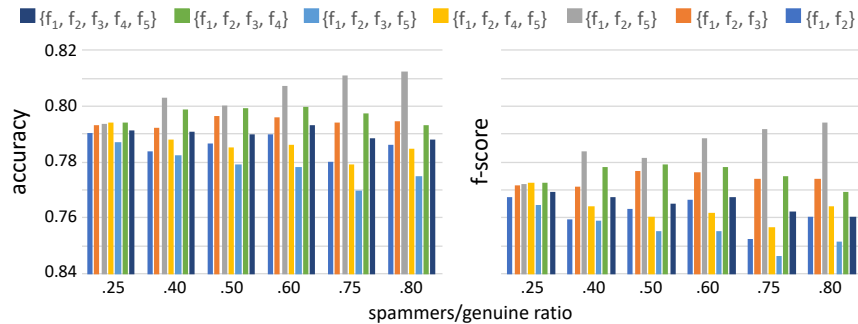 {f₁, f₂, f₃, f₄, f₅} {f₁, f₂, f₃, f₄} {f₁, f₂, f₃, f₅} {f₁, f₂, f₄, f₅} {f₁, f₂, f₅} {f₁, f₂, f₃} {f₁, f₂}
0.82
0.80
0.78
0.76
0.84
accuracy
f-score
.25 .40 .50 .60 .75 .80
.25 .40 .50 .60 .75 .80
spammers/genuine ratio